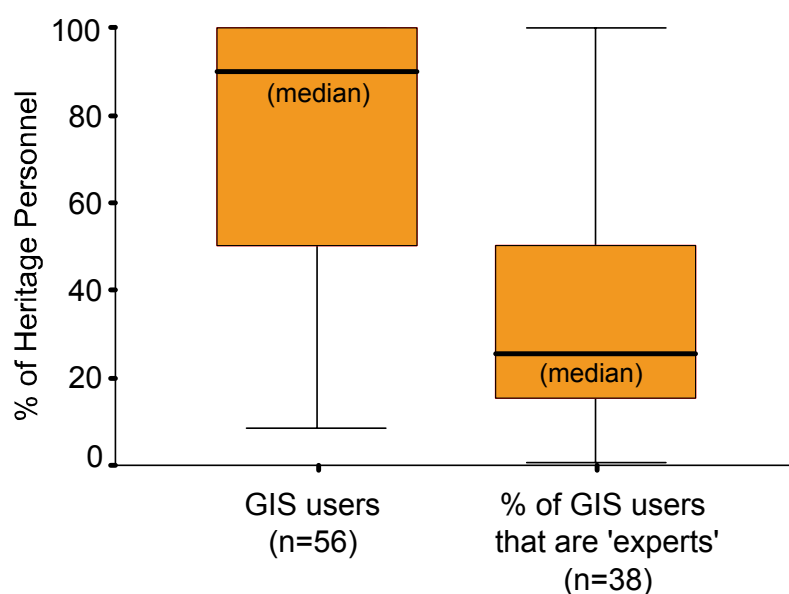 % of Heritage Personnel
100
80
60
40
20
0
(median)
(median)
GIS users
(n=56)
% of GIS users
that are 'experts'
(n=38)